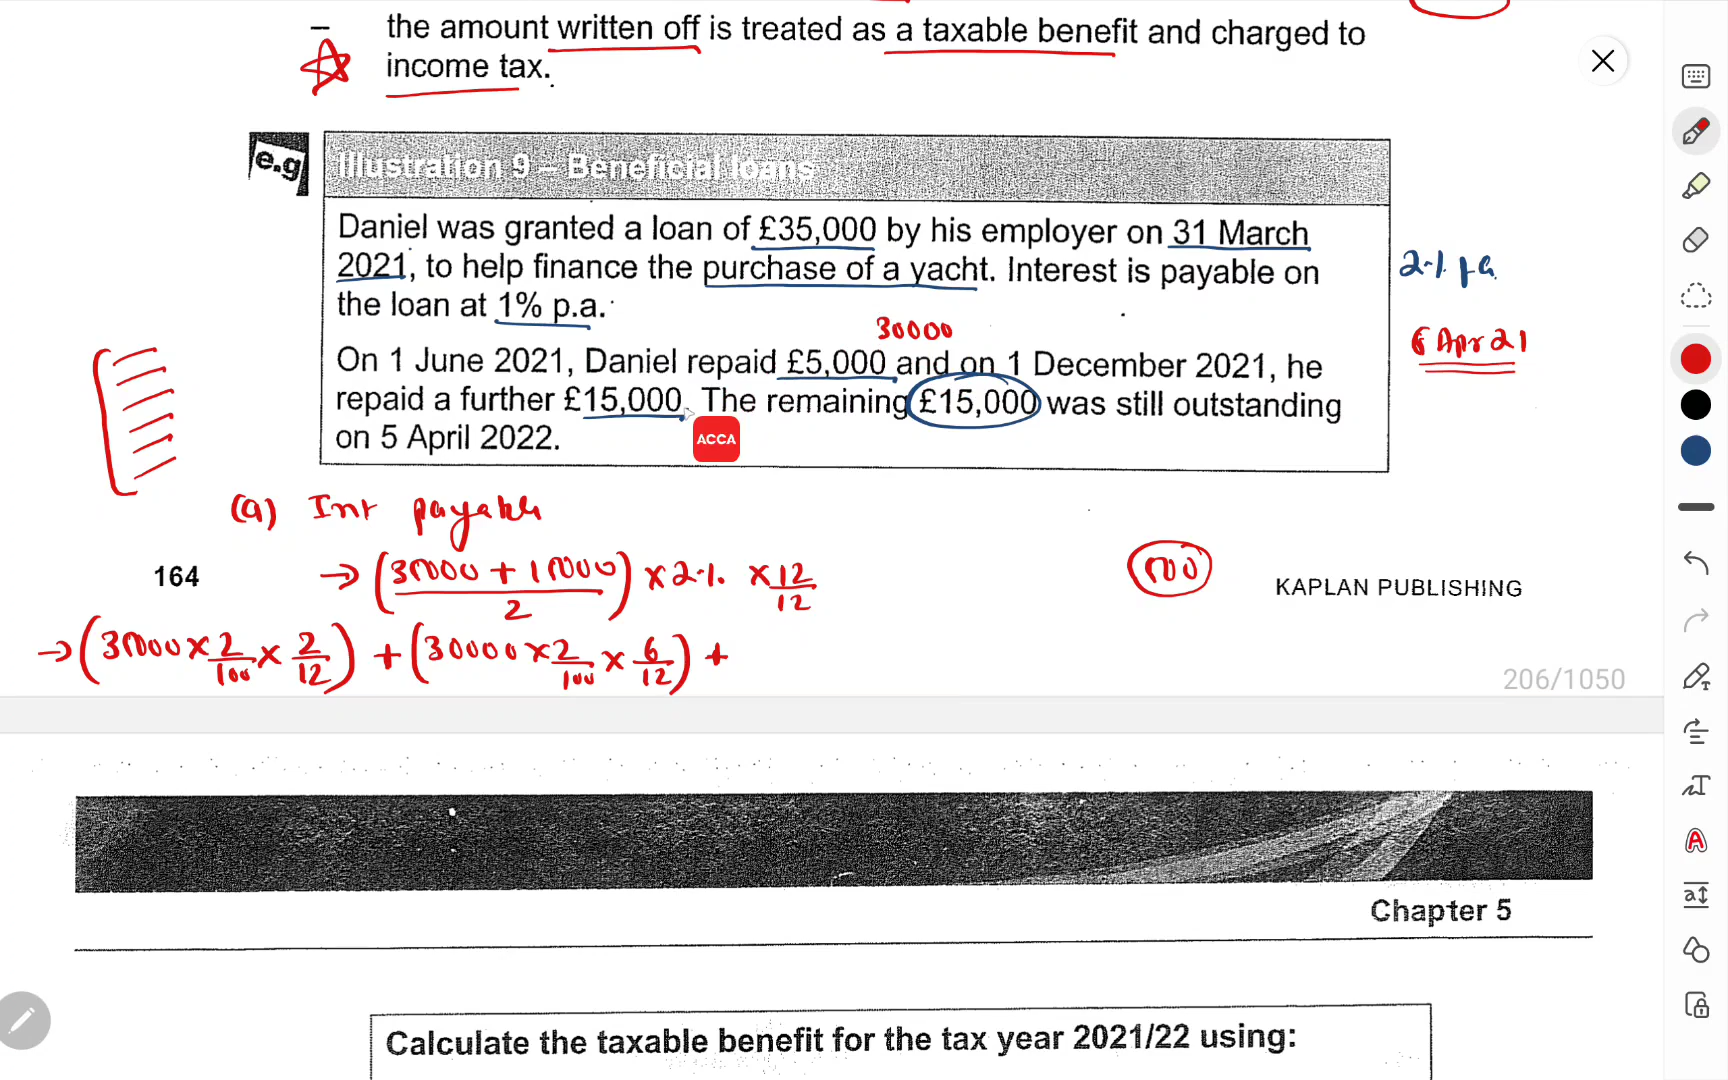 the amount written off is treated as a taxable benefit and charged to
income tax.
e.g
Illustration 9 – Beneficial loans
Daniel was granted a loan of £35,000 by his employer on 31 March
2021, to help finance the purchase of a yacht. Interest is payable on
the loan at 1% p.a.
2% pa.
30000
6 Apr 21
On 1 June 2021, Daniel repaid £5,000 and on 1 December 2021, he
repaid a further £15,000. The remaining £15,000 was still outstanding
on 5 April 2022.
ACCA
(a) Int payable
→ (35000 + 15000) / 2 × 2% × 12/12
500
164
KAPLAN PUBLISHING
→ (35000 × 2/100 × 2/12) + (30000 × 2/100 × 6/12) +
206/1050
Chapter 5
Calculate the taxable benefit for the tax year 2021/22 using: